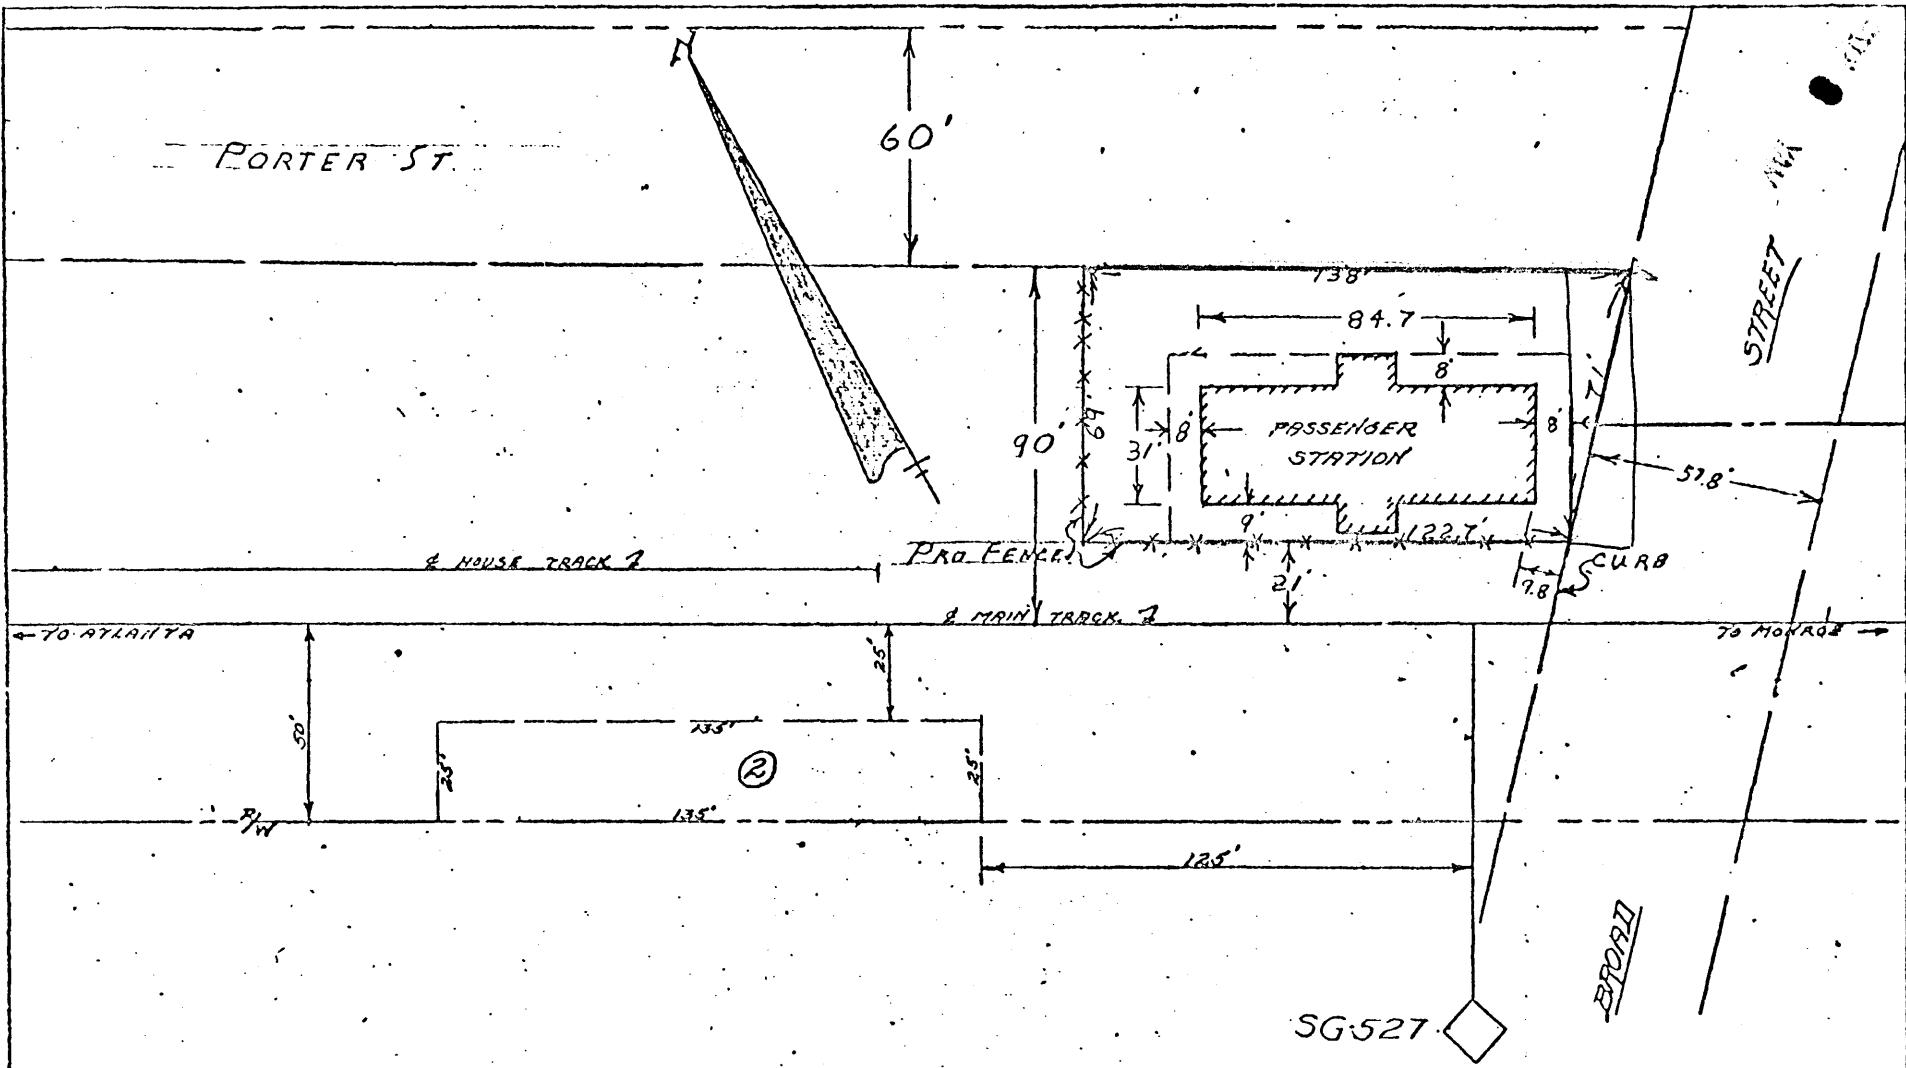 N
60'
PORTER ST.
STREET
138'
84.7
8'
71'
69'
90'
31'
8'
PASSENGER
STATION
8'
57.8'
9'
122.7'
PRO. FENCE
℄ HOUSE TRACK
21'
7.8
CURB
℄ MAIN TRACK
← TO ATLANTA
TO MONROE →
50'
25'
135'
25'
2
25'
R/W
135'
125'
BROAD
SG-527